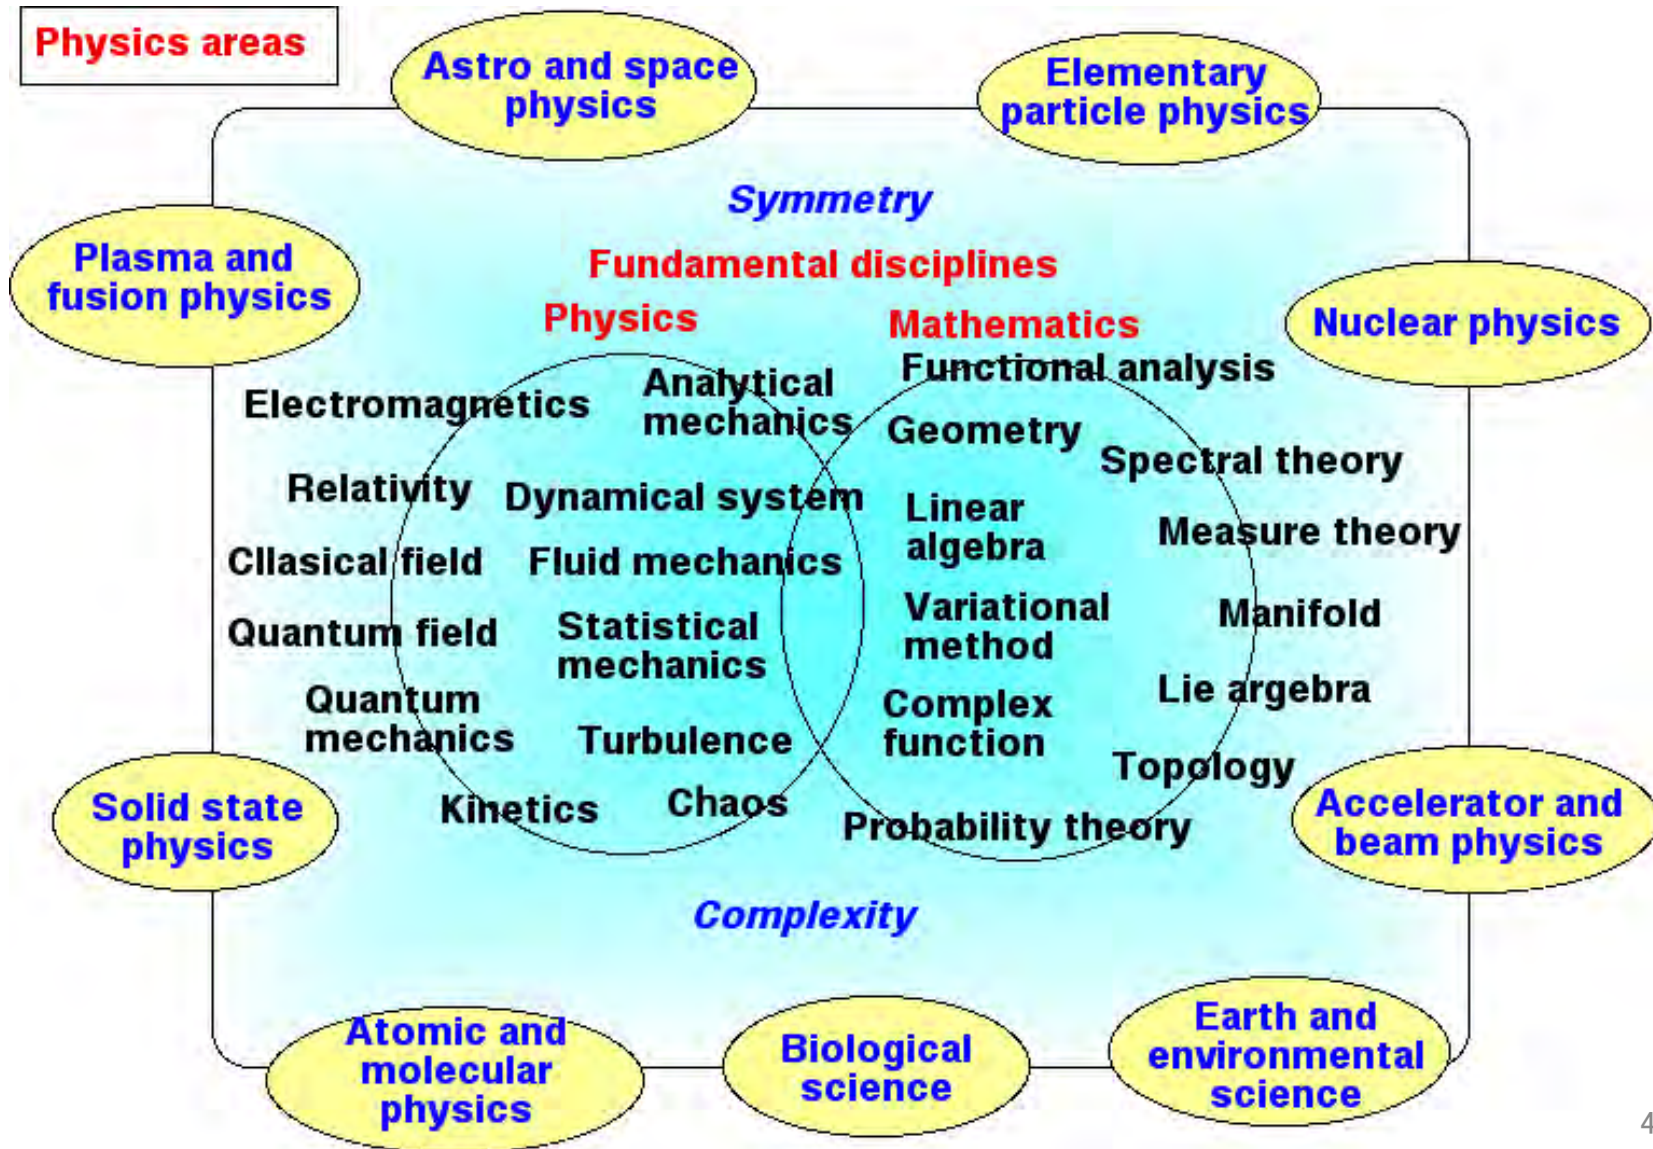 Physics areas
Astro and space
physics
Elementary
particle physics
Symmetry
Plasma and
fusion physics
Fundamental disciplines
Physics
Mathematics
Nuclear physics
Functional analysis
Analytical
mechanics
Electromagnetics
Geometry
Spectral theory
Relativity
Dynamical system
Linear
algebra
Measure theory
Cllasical field
Fluid mechanics
Variational
method
Manifold
Quantum field
Statistical
mechanics
Lie argebra
Quantum
mechanics
Complex
function
Turbulence
Topology
Solid state
physics
Kinetics
Chaos
Probability theory
Accelerator and
beam physics
Complexity
Atomic and
molecular
physics
Biological
science
Earth and
environmental
science
4